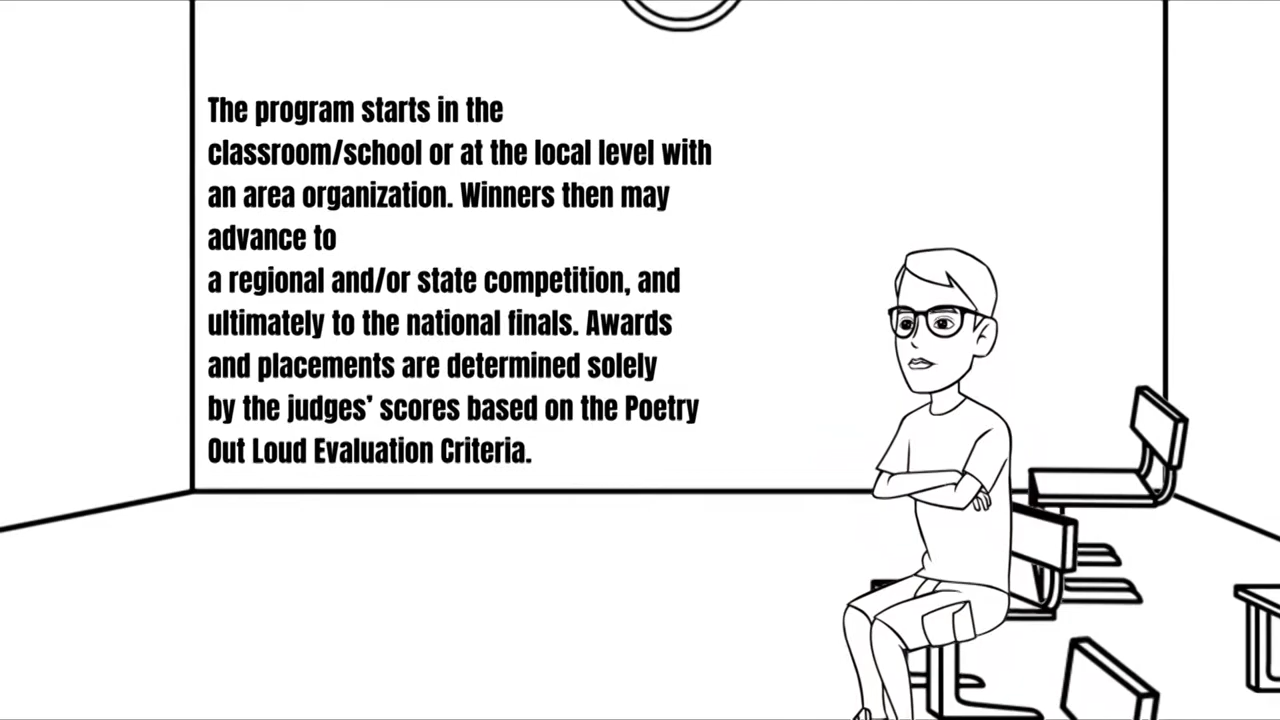 The program starts in the
classroom/school or at the local level with
an area organization. Winners then may
advance to
a regional and/or state competition, and
ultimately to the national finals. Awards
and placements are determined solely
by the judges’ scores based on the Poetry
Out Loud Evaluation Criteria.